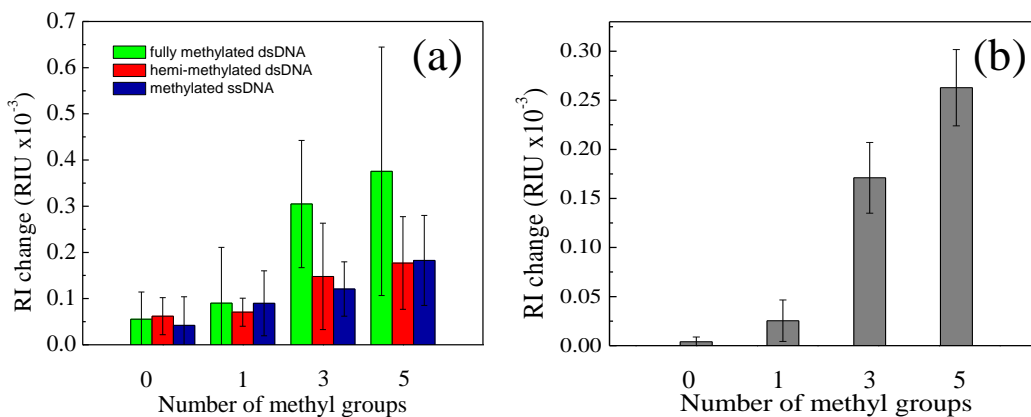 (a)
fully methylated dsDNA
hemi-methylated dsDNA
methylated ssDNA
RI change (RIU x10⁻³)
0.7
0.6
0.5
0.4
0.3
0.2
0.1
0.0
0 1 3 5
Number of methyl groups
(b)
RI change (RIU x10⁻³)
0.30
0.25
0.20
0.15
0.10
0.05
0.00
0 1 3 5
Number of methyl groups